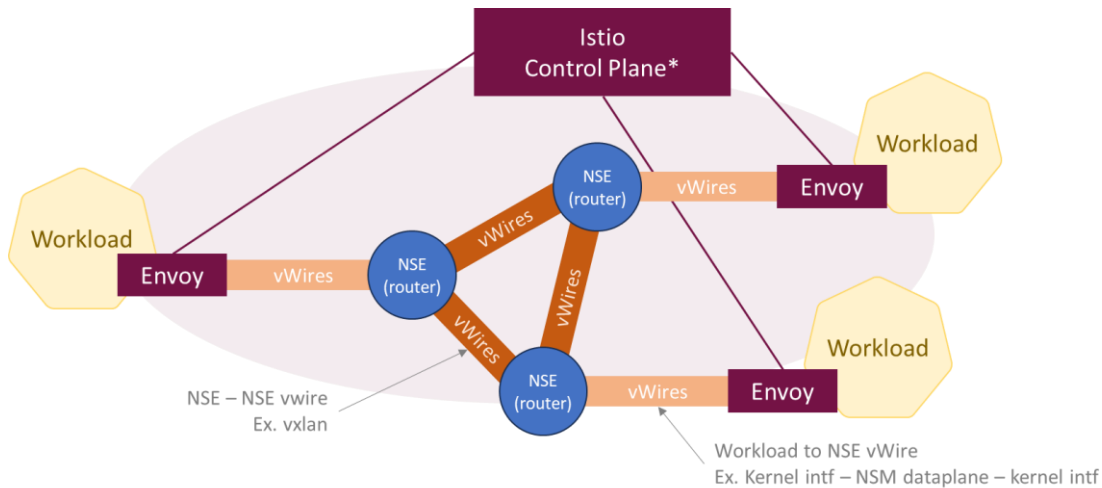 Istio
Control Plane*
Workload
NSE
(router)
vWires
Envoy
vWires
Workload
Envoy
vWires
NSE
(router)
vWires
vWires
Workload
NSE
(router)
vWires
Envoy
NSE – NSE vwire
Ex. vxlan
Workload to NSE vWire
Ex. Kernel intf – NSM dataplane – kernel intf